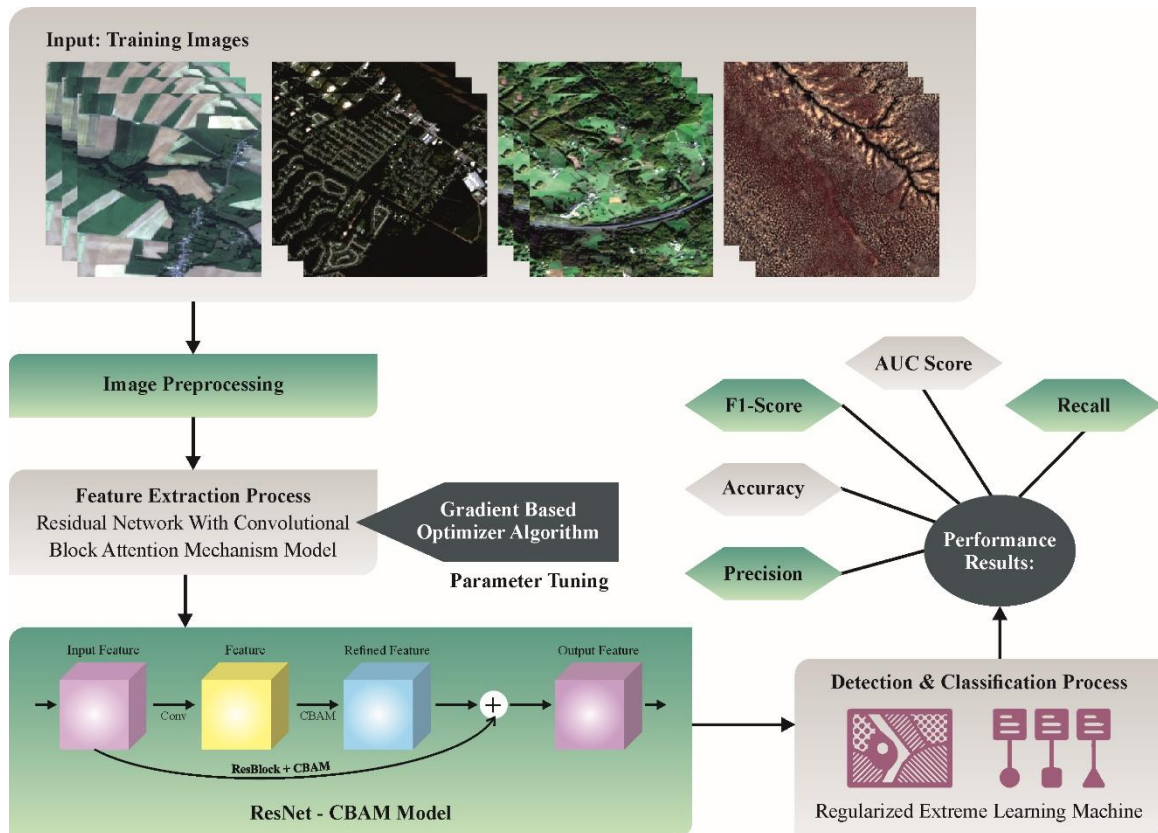 Input: Training Images
Image Preprocessing
Feature Extraction Process
Residual Network With Convolutional
Block Attention Mechanism Model
Gradient Based
Optimizer Algorithm
Parameter Tuning
Input Feature
Feature
Refined Feature
Output Feature
Conv
CBAM
+
ResBlock + CBAM
ResNet - CBAM Model
AUC Score
F1-Score
Recall
Accuracy
Precision
Performance
Results:
Detection & Classification Process
Regularized Extreme Learning Machine